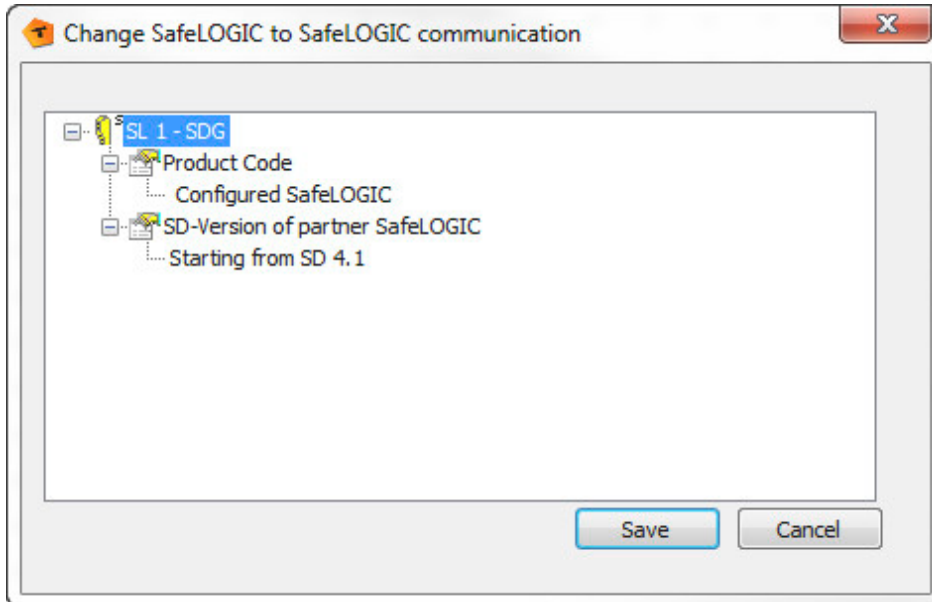 Change SafeLOGIC to SafeLOGIC communication
SL 1 - SDG
Product Code
Configured SafeLOGIC
SD-Version of partner SafeLOGIC
Starting from SD 4.1
Save
Cancel